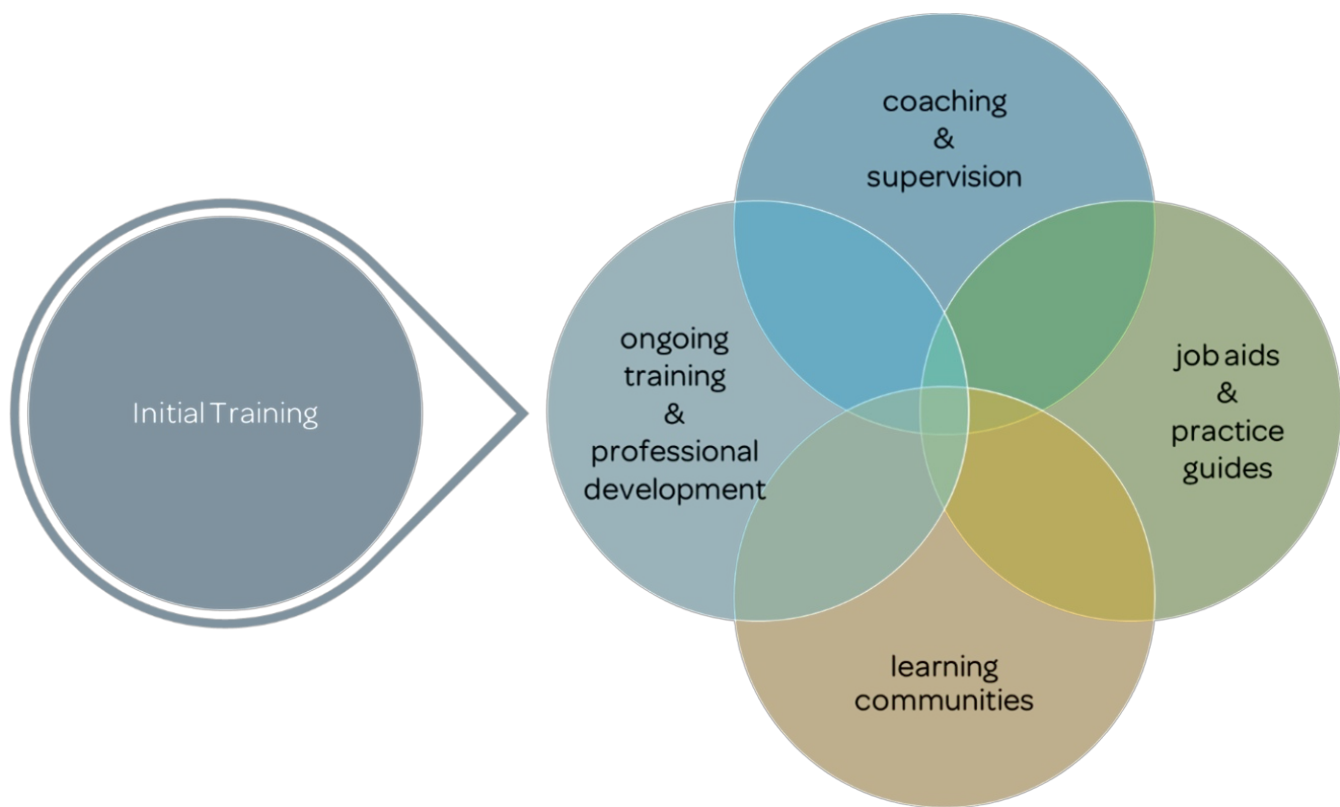 Initial Training
coaching
&
supervision
ongoing
training
&
professional
development
job aids
&
practice
guides
learning
communities